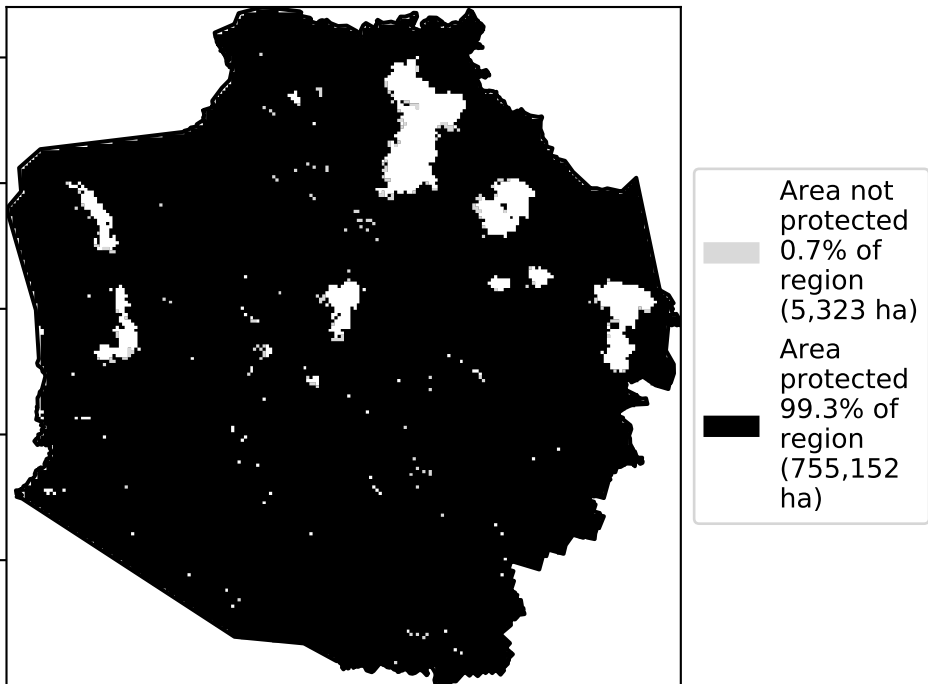 Area not
protected
0.7% of
region
(5,323 ha)
Area
protected
99.3% of
region
(755,152
ha)